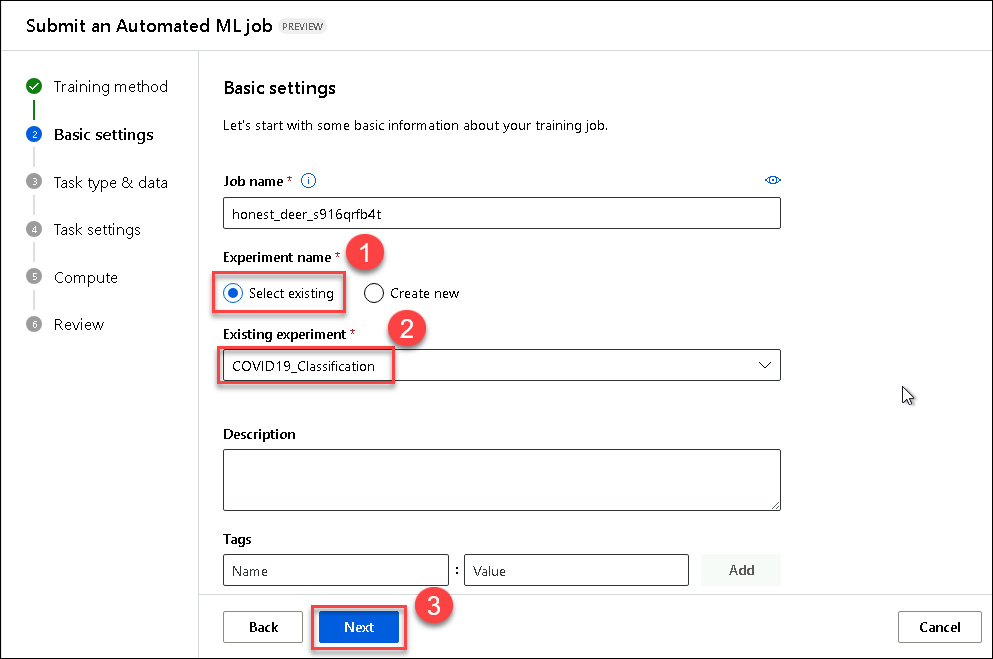 Submit an Automated ML job PREVIEW
Training method
2 Basic settings
3 Task type & data
4 Task settings
5 Compute
6 Review
Basic settings
Let's start with some basic information about your training job.
Job name * i
honest_deer_s916qrfb4t
Experiment name * 1
Select existing Create new
Existing experiment * 2
COVID19_Classification
Description
Tags
Name : Value Add
3
Back Next Cancel